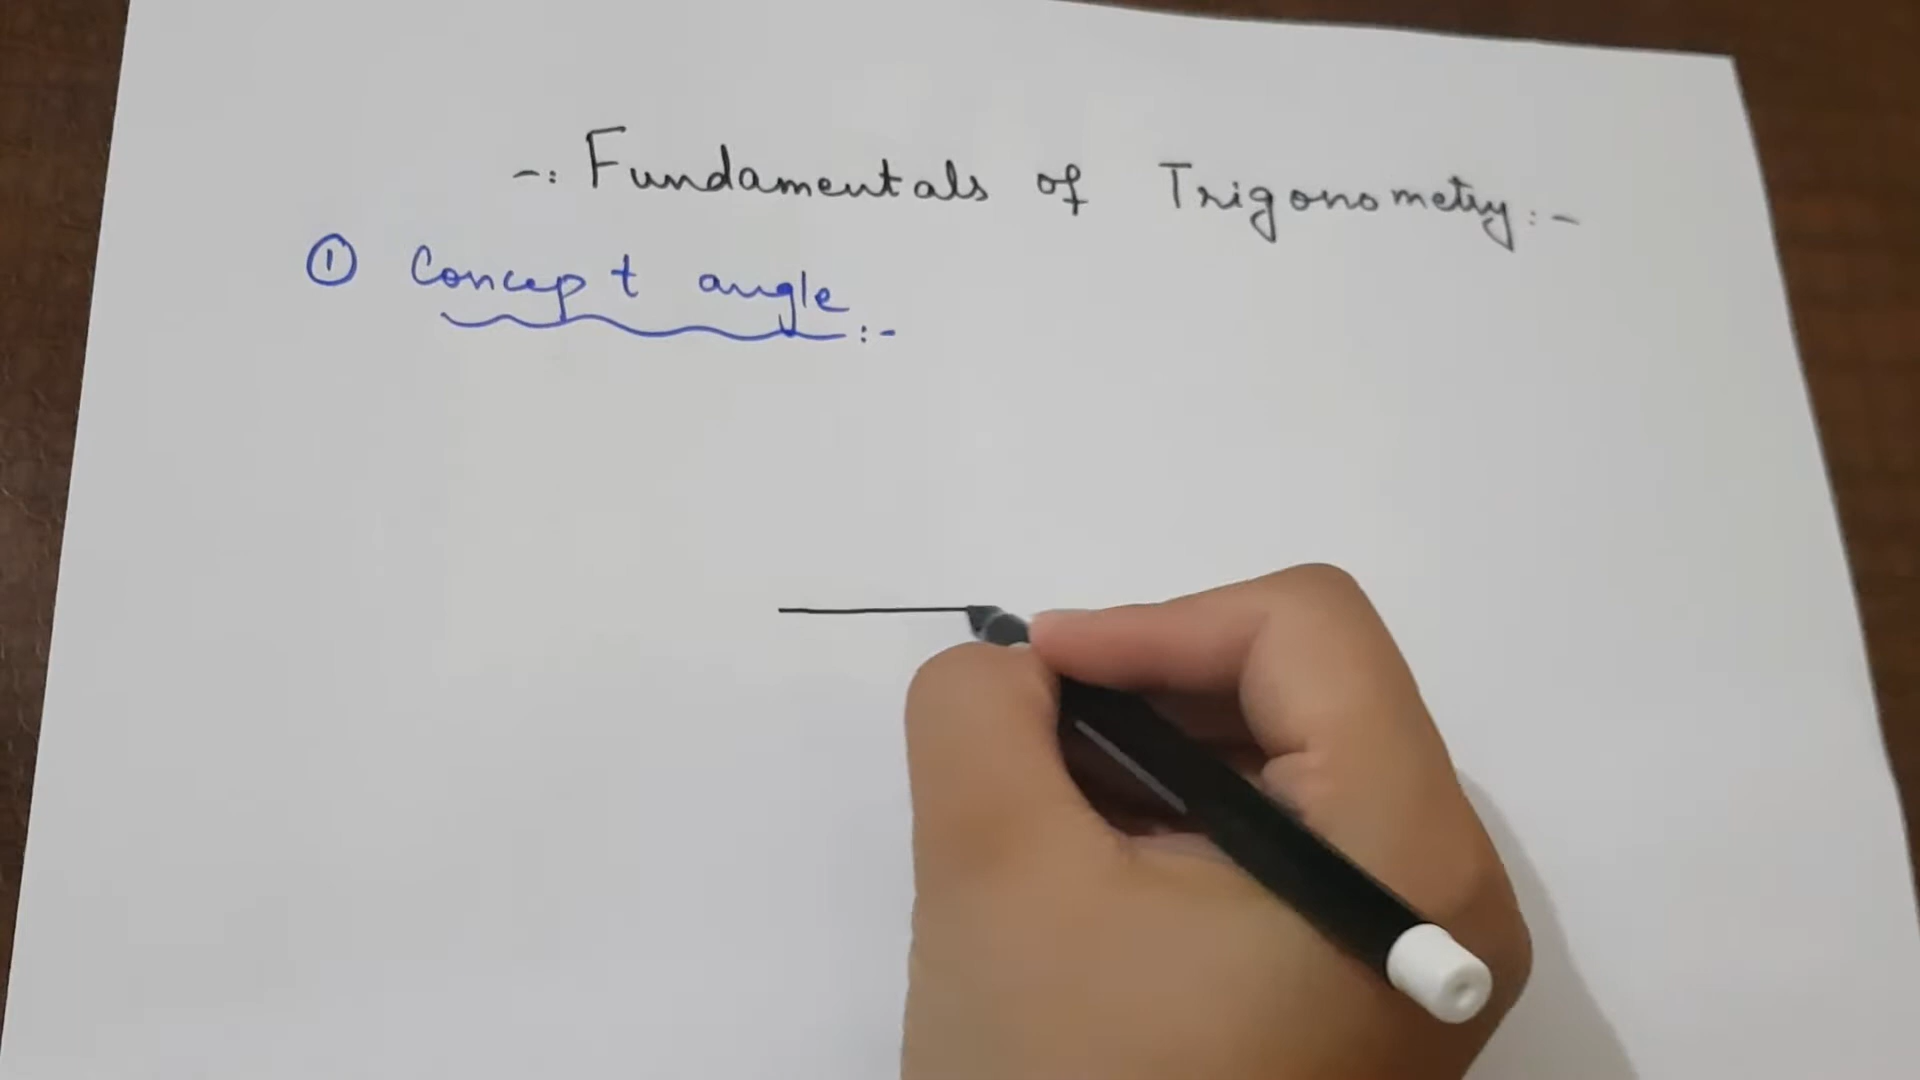 -: Fundamentals of Trigonometry :-
① Concept angle :-